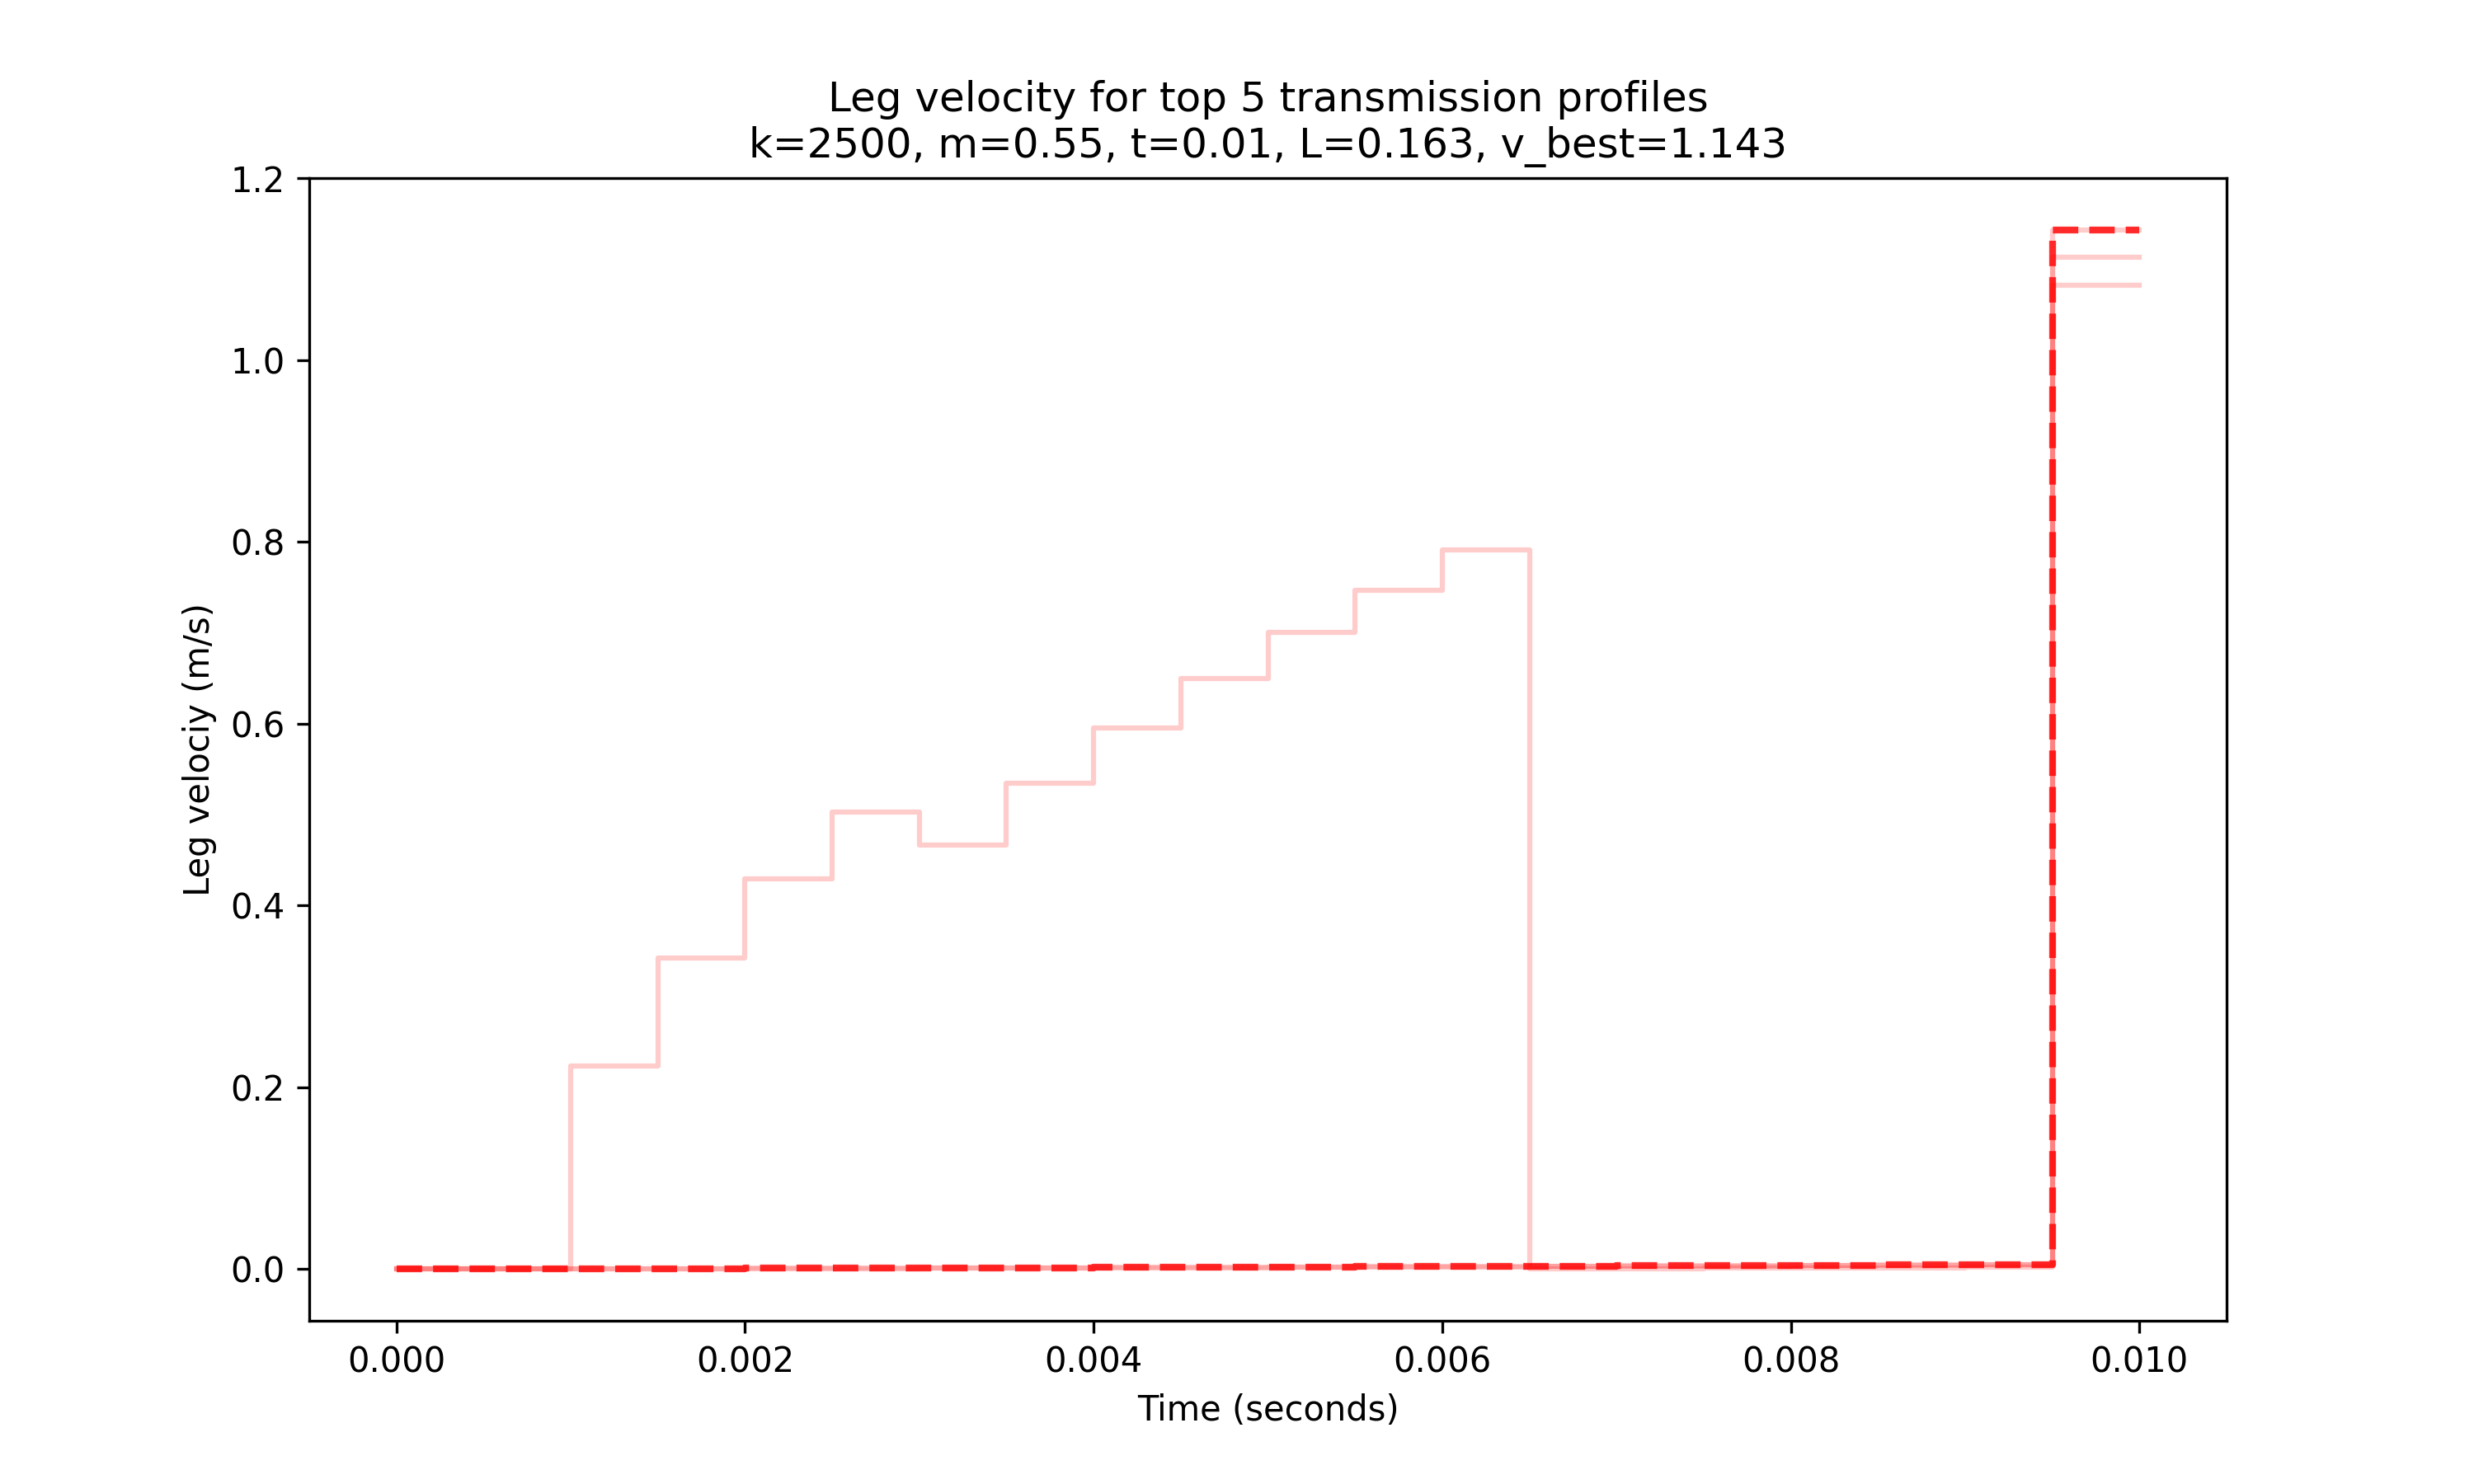 Leg velocity for top 5 transmission profiles
k=2500, m=0.55, t=0.01, L=0.163, v_best=1.143
1.2
1.0
0.8
0.6
0.4
0.2
0.0
Leg velociy (m/s)
0.000 0.002 0.004 0.006 0.008 0.010
Time (seconds)